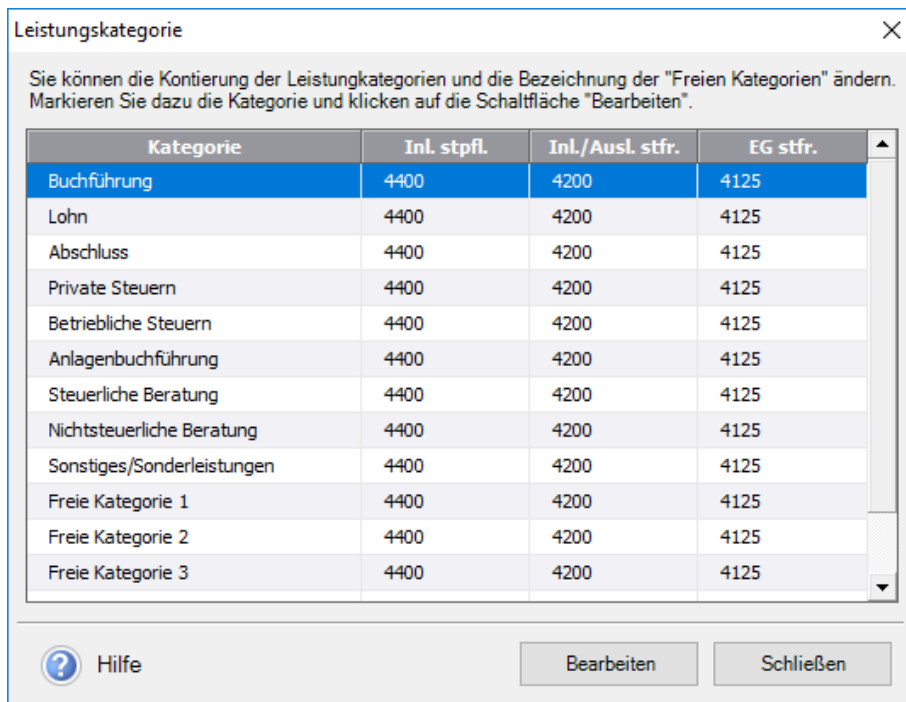 Leistungskategorie
Sie können die Kontierung der Leistungkategorien und die Bezeichnung der "Freien Kategorien" ändern.
Markieren Sie dazu die Kategorie und klicken auf die Schaltfläche "Bearbeiten".
Kategorie Inl. stpfl. Inl./Ausl. stfr. EG stfr.
Buchführung 4400 4200 4125
Lohn 4400 4200 4125
Abschluss 4400 4200 4125
Private Steuern 4400 4200 4125
Betriebliche Steuern 4400 4200 4125
Anlagenbuchführung 4400 4200 4125
Steuerliche Beratung 4400 4200 4125
Nichtsteuerliche Beratung 4400 4200 4125
Sonstiges/Sonderleistungen 4400 4200 4125
Freie Kategorie 1 4400 4200 4125
Freie Kategorie 2 4400 4200 4125
Freie Kategorie 3 4400 4200 4125
? Hilfe Bearbeiten Schließen